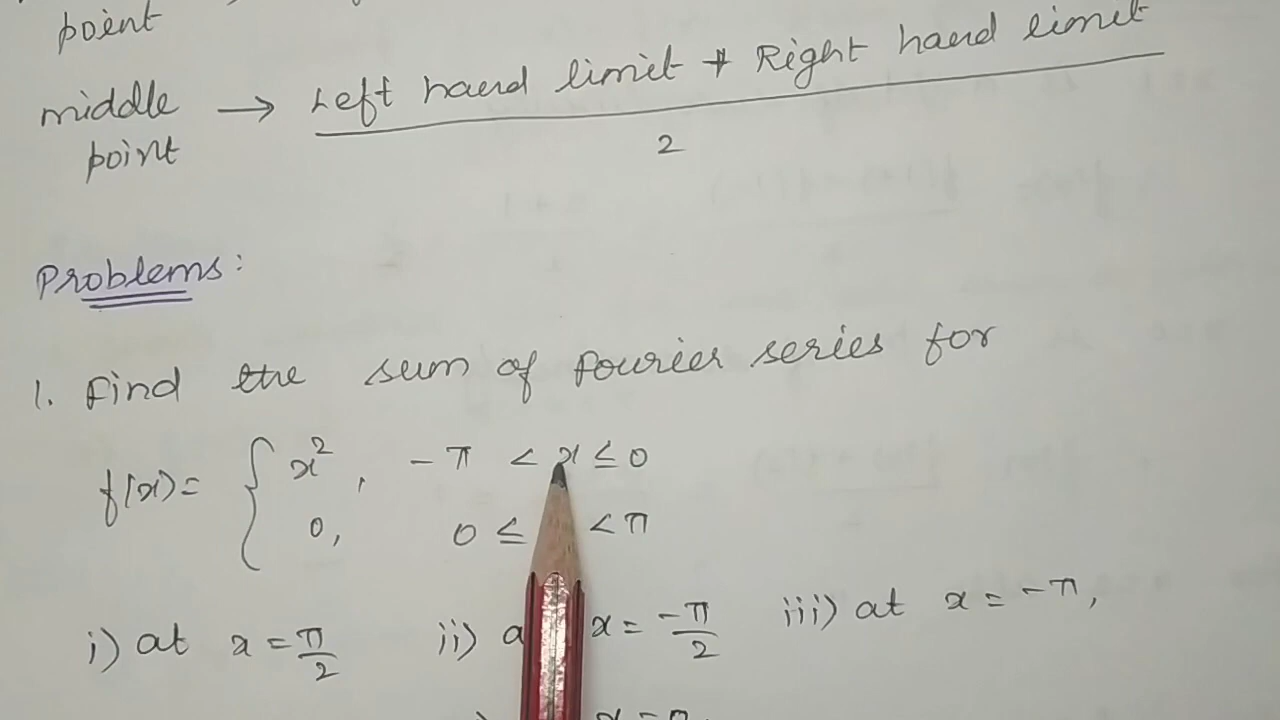 point
middle → Left hand limit + Right hand limit
point 2
Problems:
1. Find the sum of Fourier series for
f(x) = { x², -π < x ≤ 0
0, 0 ≤ < π
i) at x = π/2 ii) a x = -π/2 iii) at x = -π,
x = 0,